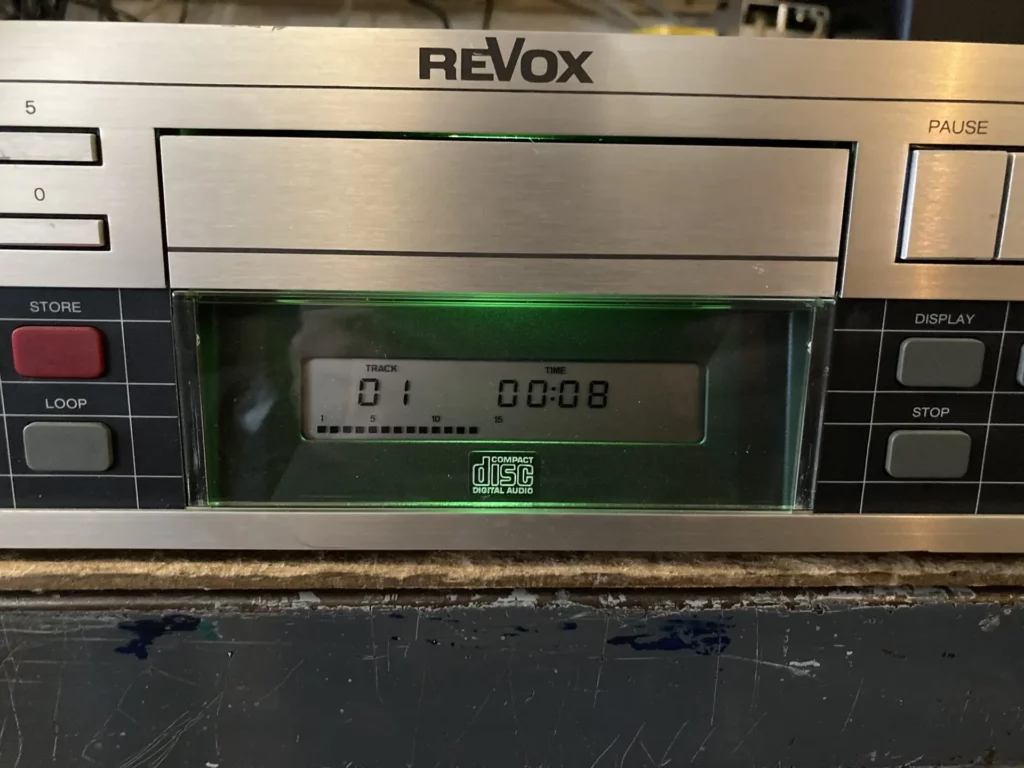 REVOX
5
PAUSE
0
STORE
DISPLAY
TRACK TIME
01 00:08
LOOP
STOP
1 5 10 15
COMPACT
disc
DIGITAL AUDIO